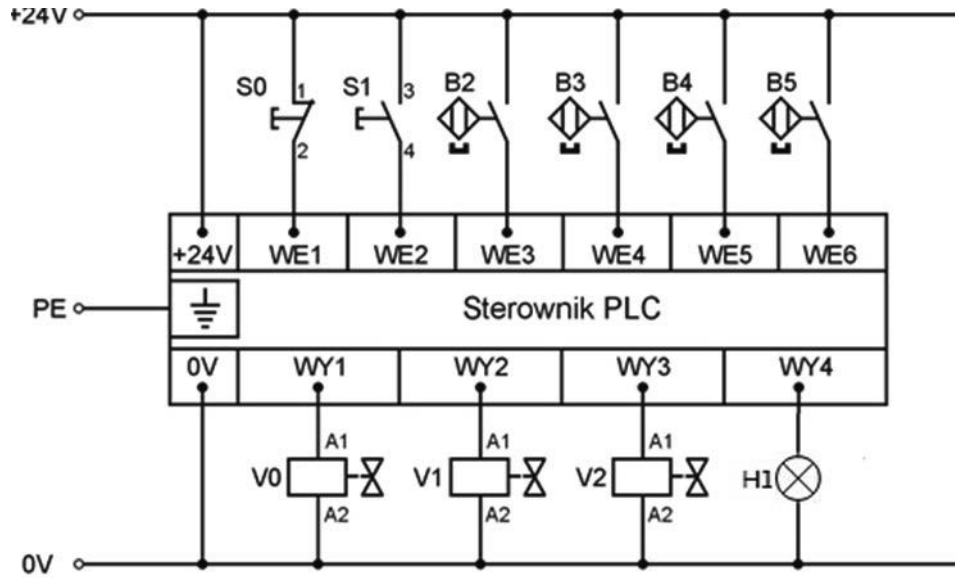 +24V
S0 1 2
S1 3 4
B2
B3
B4
B5
+24V WE1 WE2 WE3 WE4 WE5 WE6
PE Sterownik PLC
0V WY1 WY2 WY3 WY4
V0 A1 A2
V1 A1 A2
V2 A1 A2
H1
0V